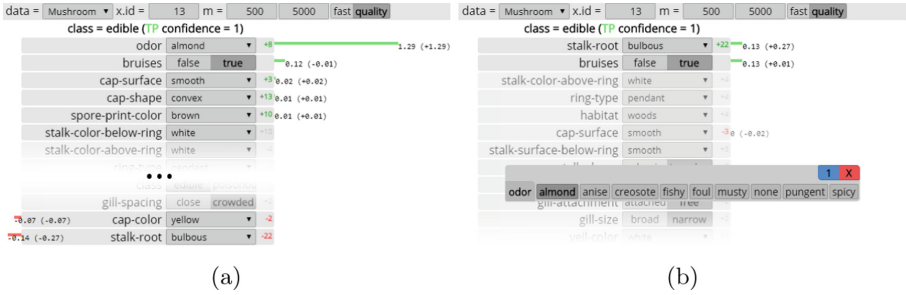 data = Mushroom x.id = 13 m = 500 5000 fast quality
class = edible (TP confidence = 1)
odor almond +8 1.29 (+1.29)
bruises false true 0.12 (-0.01)
cap-surface smooth +3 0.02 (+0.02)
cap-shape convex +13 0.01 (+0.01)
spore-print-color brown +10 0.01 (+0.01)
stalk-color-below-ring white
stalk-color-above-ring white
•••
gill-spacing close crowded
-0.07 (-0.07) cap-color yellow -2
-0.14 (-0.27) stalk-root bulbous -22
(a)
data = Mushroom x.id = 13 m = 500 5000 fast quality
class = edible (TP confidence = 1)
stalk-root bulbous +22 0.13 (+0.27)
bruises false true 0.13 (+0.01)
stalk-color-above-ring white
ring-type pendant
habitat woods
cap-surface smooth -3 0 (-0.02)
stalk-surface-below-ring smooth
1 X
odor almond anise creosote fishy foul musty none pungent spicy
gill-attachment attached free
gill-size broad narrow
veil-color white
(b)